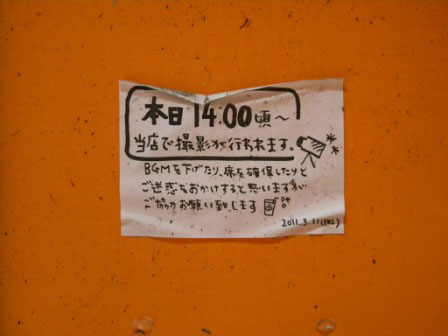 本日14:00頃〜
当店で撮影が行われます。
BGMを下げたり、席を確保したりと
ご迷惑をおかけすると思いますが
ご協力お願い致します
2011.3.11(FRI)